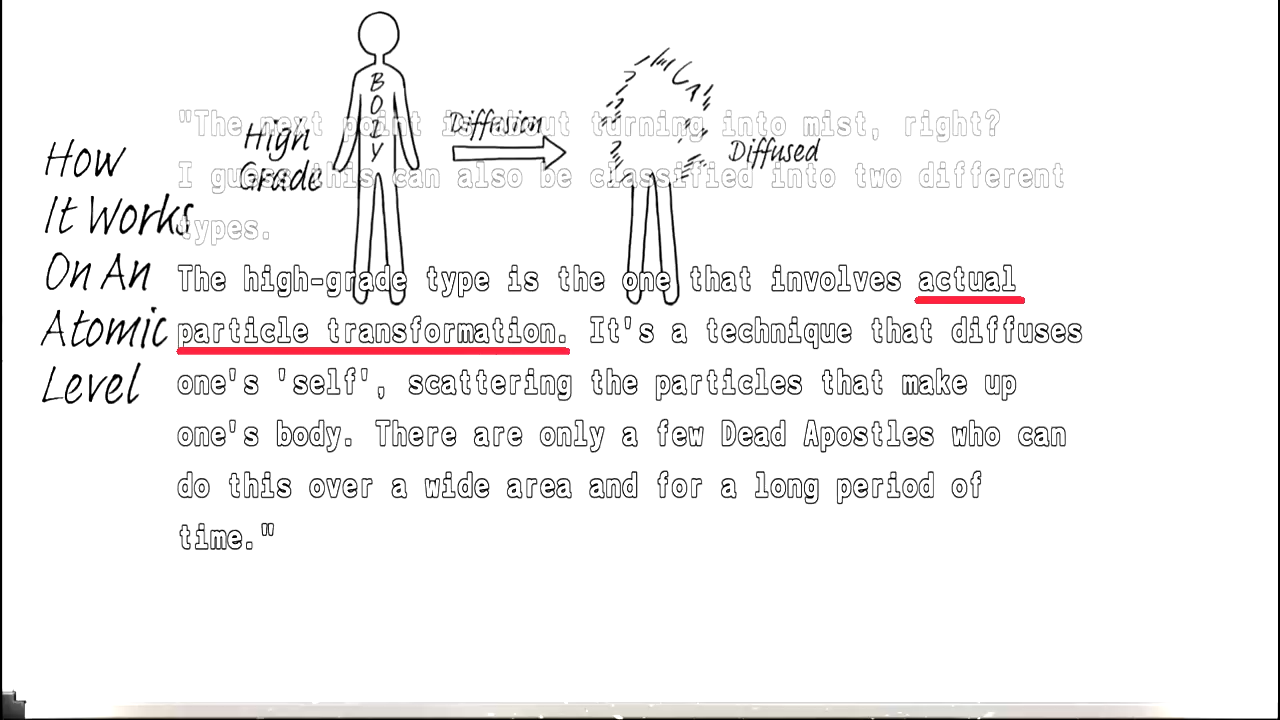 How
It Works
On An
Atomic
Level
High
Grade
BODY
Diffusion
Diffused
"The next point is about turning into mist, right?
I guess this can also be classified into two different
types.
The high-grade type is the one that involves actual
particle transformation. It's a technique that diffuses
one's 'self', scattering the particles that make up
one's body. There are only a few Dead Apostles who can
do this over a wide area and for a long period of
time."